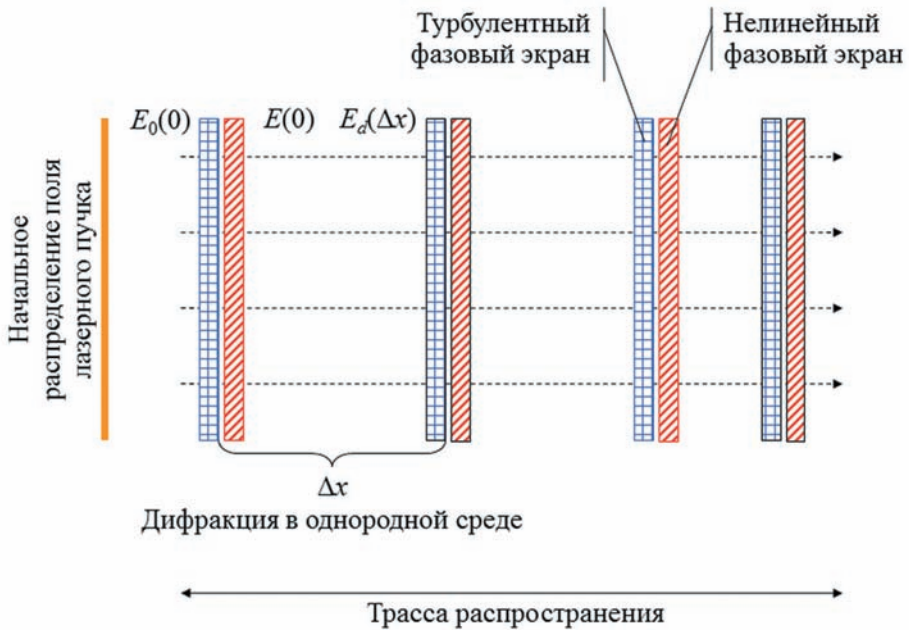 Турбулентный
фазовый экран
Нелинейный
фазовый экран
E₀(0)
E(0)
E_d(Δx)
Начальное
распределение поля
лазерного пучка
Δx
Дифракция в однородной среде
Трасса распространения